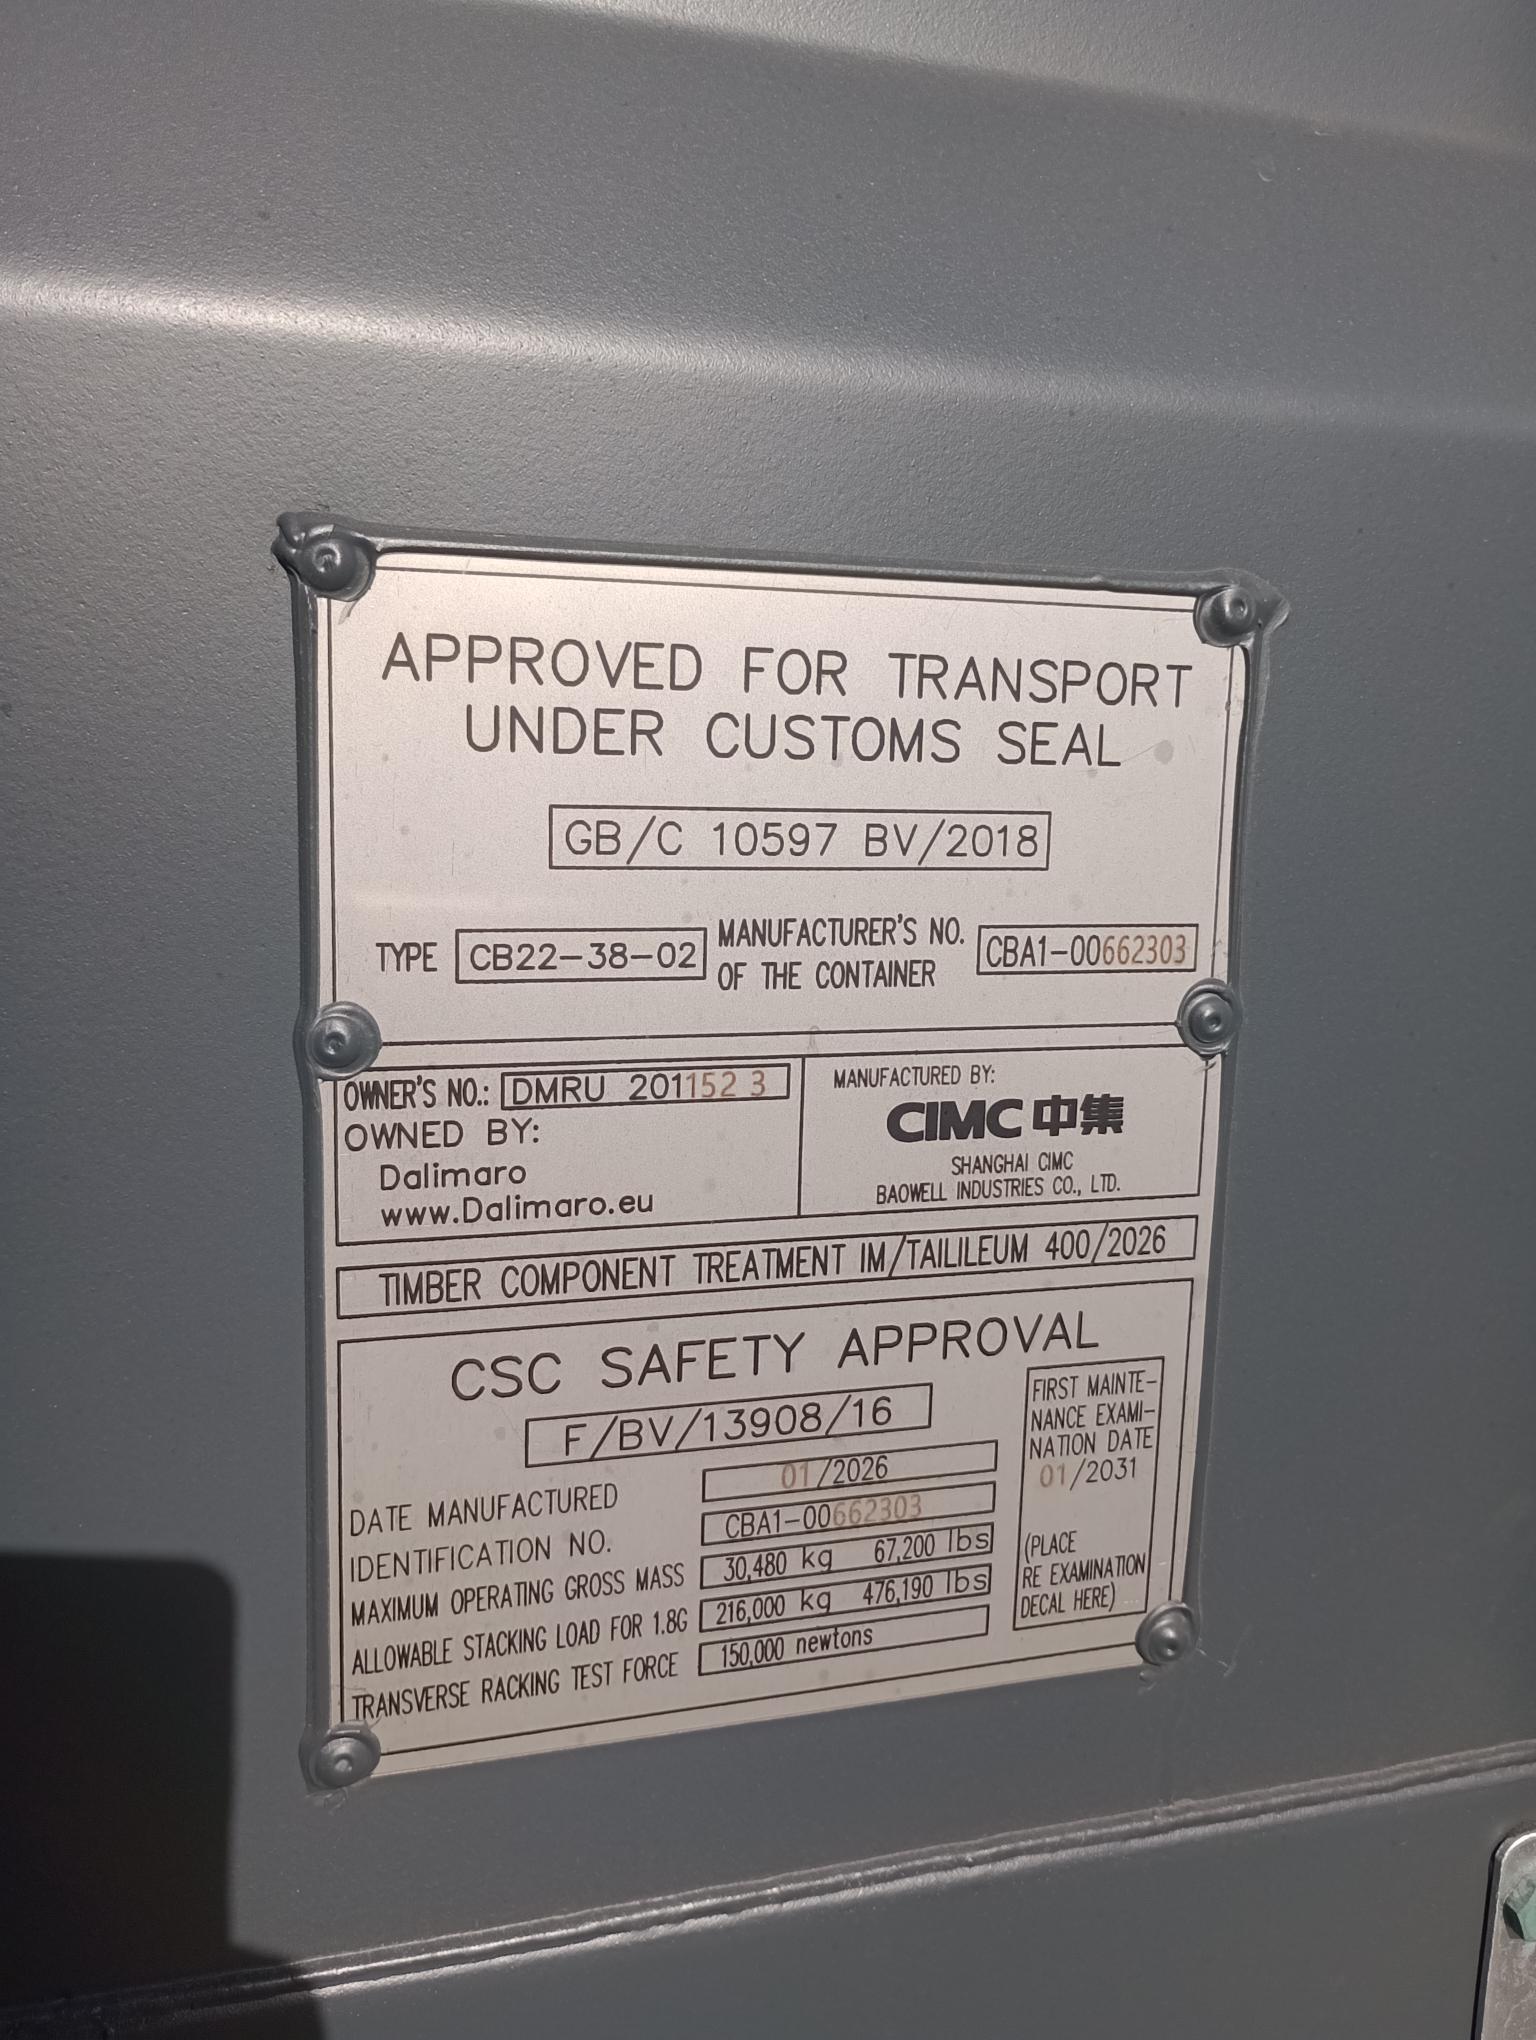 APPROVED FOR TRANSPORT
UNDER CUSTOMS SEAL
GB/C 10597 BV/2018
TYPE CB22-38-02 MANUFACTURER'S NO.
OF THE CONTAINER CBA1-00662303
OWNER'S NO.: DMRU 201152 3
OWNED BY:
Dalimaro
www.Dalimaro.eu
MANUFACTURED BY:
CIMC 中集
SHANGHAI CIMC
BAOWELL INDUSTRIES CO., LTD.
TIMBER COMPONENT TREATMENT IM/TAILILEUM 400/2026
CSC SAFETY APPROVAL
F/BV/13908/16
DATE MANUFACTURED 01/2026
IDENTIFICATION NO. CBA1-00662303
MAXIMUM OPERATING GROSS MASS 30,480 kg 67,200 lbs
ALLOWABLE STACKING LOAD FOR 1.8G 216,000 kg 476,190 lbs
TRANSVERSE RACKING TEST FORCE 150,000 newtons
FIRST MAINTE-
NANCE EXAMI-
NATION DATE
01/2031
(PLACE
RE EXAMINATION
DECAL HERE)